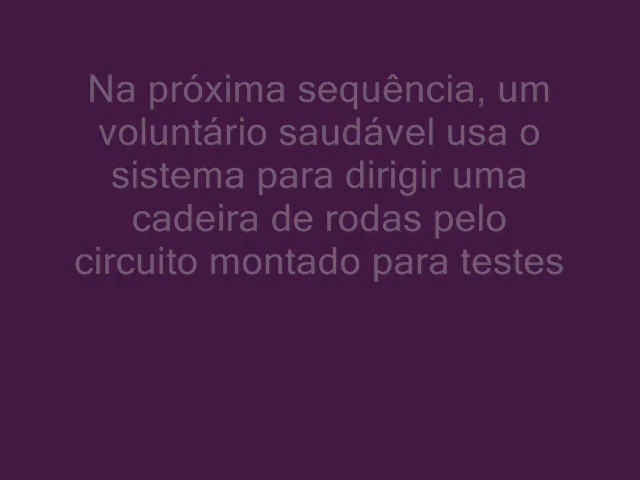 Na próxima sequência, um
voluntário saudável usa o
sistema para dirigir uma
cadeira de rodas pelo
circuito montado para testes